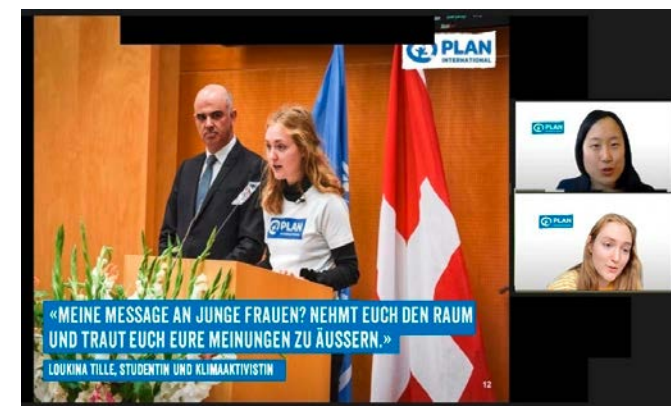 PLAN
INTERNATIONAL
PLAN
INTERNATIONAL
PLAN
PLAN
«MEINE MESSAGE AN JUNGE FRAUEN? NEHMT EUCH DEN RAUM
UND TRAUT EUCH EURE MEINUNGEN ZU ÄUSSERN.»
LOUKINA TILLE, STUDENTIN UND KLIMAAKTIVISTIN
12